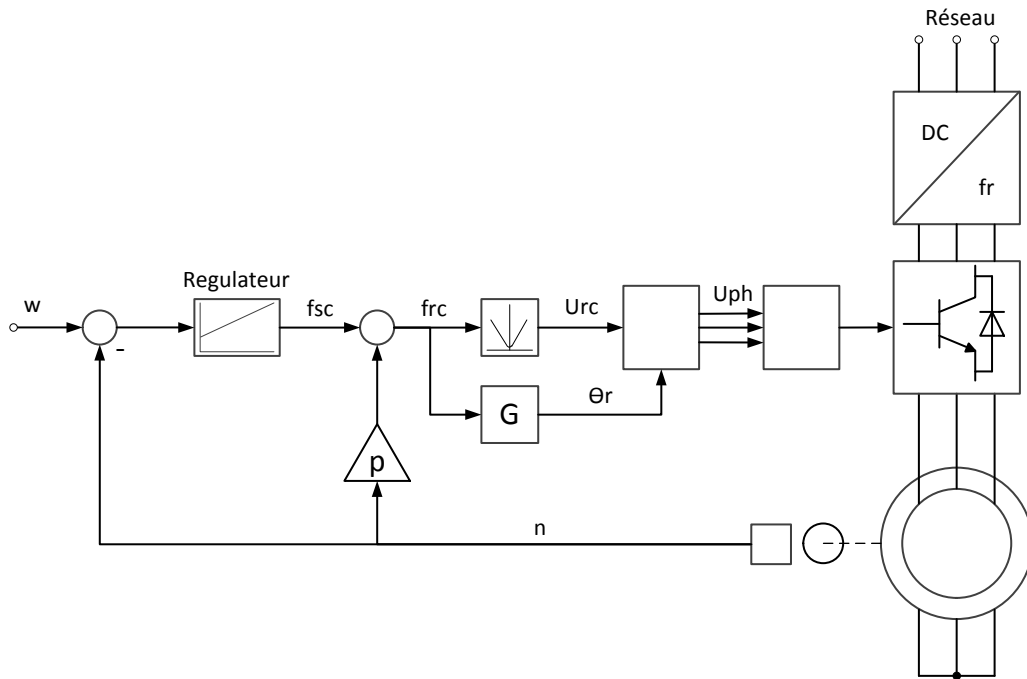 Réseau
DC
fr
Regulateur
w
fsc
frc
Urc
Uph
-
G
Θr
p
n